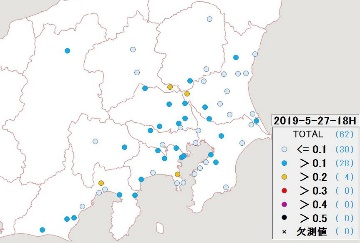 2019-5-27-18H
TOTAL (62)
<= 0.1 (30)
> 0.1 (28)
> 0.2 (4)
> 0.3 (0)
> 0.4 (0)
> 0.5 (0)
× 欠測値 (0)